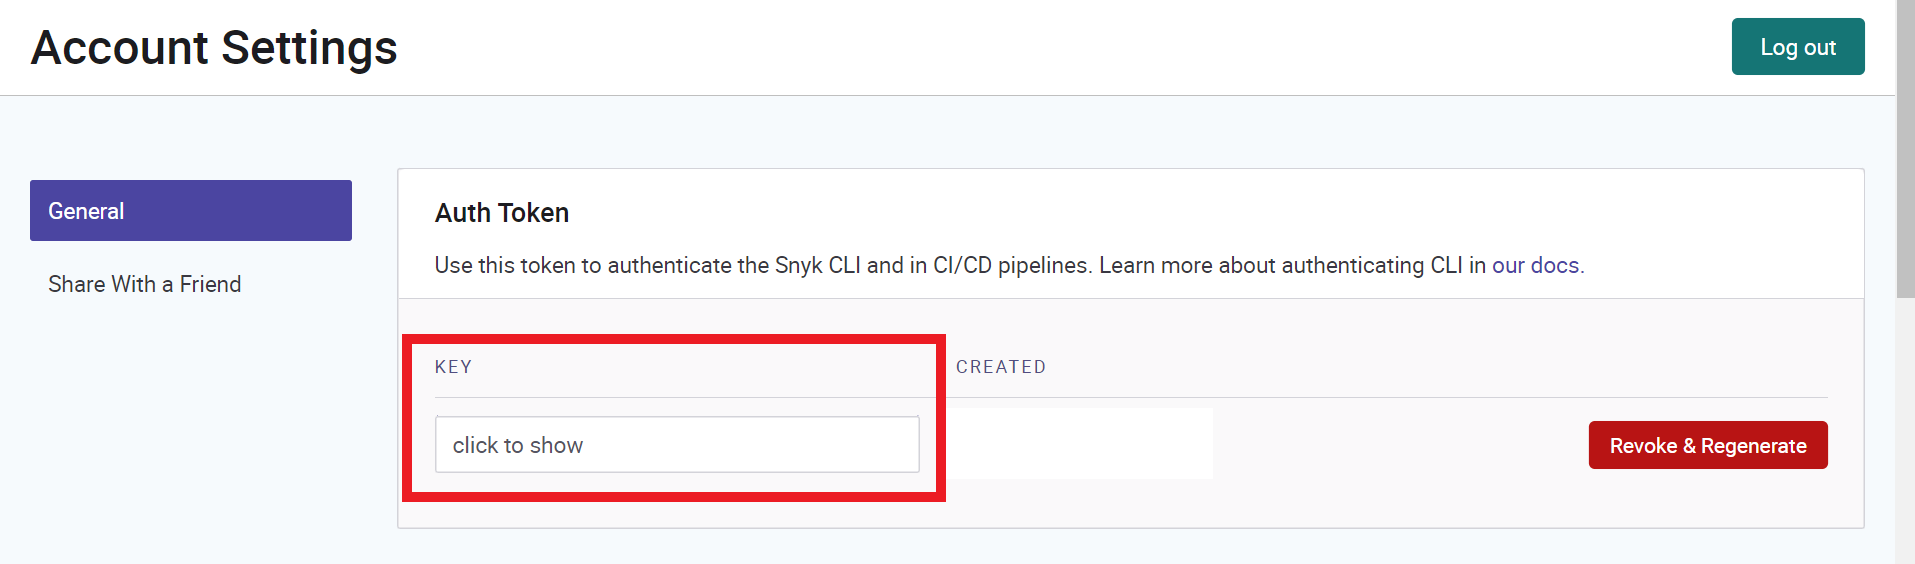 Account Settings
Log out
General
Share With a Friend
Auth Token
Use this token to authenticate the Snyk CLI and in CI/CD pipelines. Learn more about authenticating CLI in our docs.
KEY
CREATED
click to show
Revoke & Regenerate